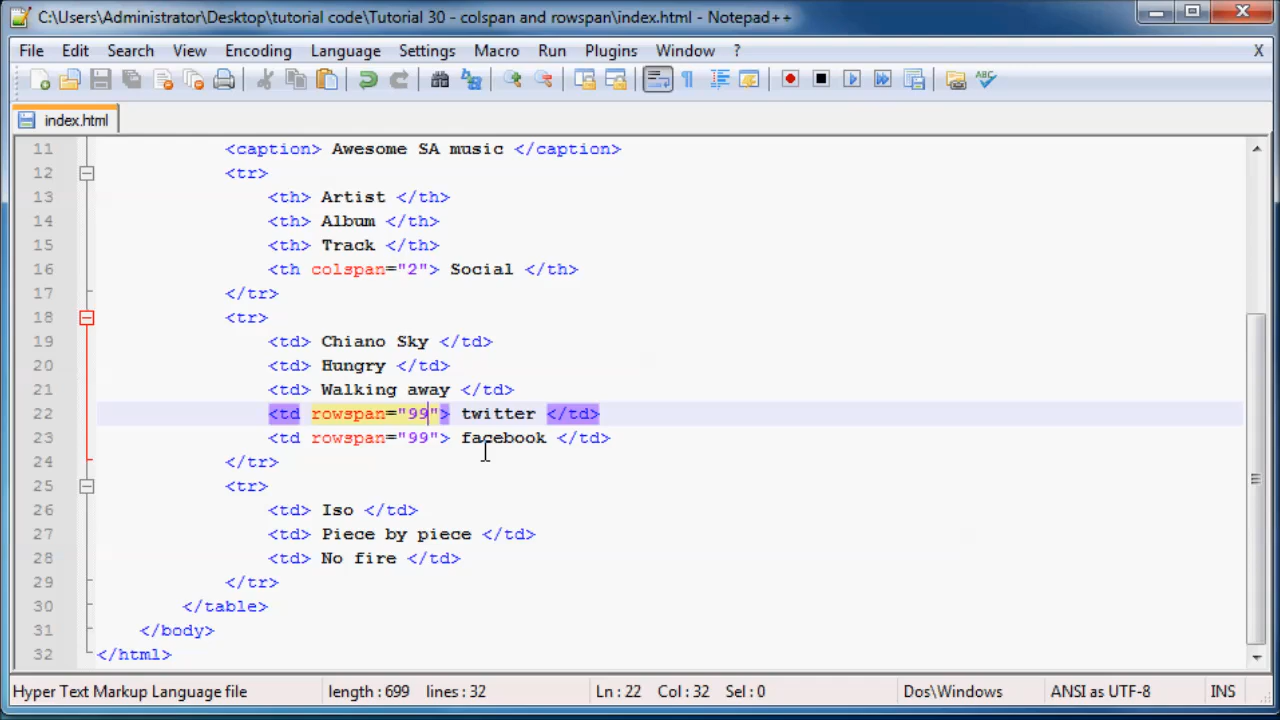 C:\Users\Administrator\Desktop\tutorial code\Tutorial 30 - colspan and rowspan\index.html - Notepad++
File Edit Search View Encoding Language Settings Macro Run Plugins Window ? X
index.html
11 <caption> Awesome SA music </caption>
12 <tr>
13 <th> Artist </th>
14 <th> Album </th>
15 <th> Track </th>
16 <th colspan="2"> Social </th>
17 </tr>
18 <tr>
19 <td> Chiano Sky </td>
20 <td> Hungry </td>
21 <td> Walking away </td>
22 <td rowspan="99"> twitter </td>
23 <td rowspan="99"> facebook </td>
24 </tr>
25 <tr>
26 <td> Iso </td>
27 <td> Piece by piece </td>
28 <td> No fire </td>
29 </tr>
30 </table>
31 </body>
32 </html>
Hyper Text Markup Language file length : 699 lines : 32 Ln : 22 Col : 32 Sel : 0 Dos\Windows ANSI as UTF-8 INS